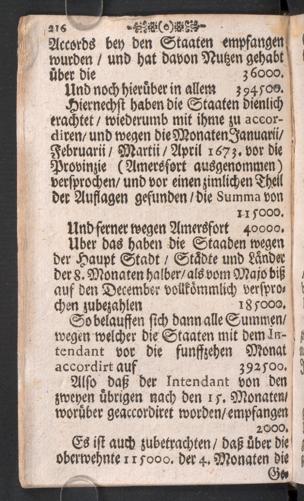 216
Accords bey den Staaten empfangen
wurden / und hat davon Nutzen gehabt
über die 36000.
Und noch hierüber in allem 394500.
Hiernechst haben die Staaten dienlich
erachtet / wiederumb mit ihme zu accor-
diren / und wegen die Monaten Januarii /
Februarii / Martii / April 1673. vor die
Provinzie (Amersfort ausgenommen)
versprochen / und vor einen zimlichen Theil
der Auflagen gefunden / die Summa von
115000.
Und ferner wegen Amersfort 40000.
Uber das haben die Staaden wegen
der Haupt Stadt / Städte und Länder
der 8. Monaten halber / als vom Majo biß
auf den December vollkömmlich verspro-
chen zubezahlen 185000.
So belauffen sich dann alle Summen /
wegen welcher die Staaten mit dem In-
tendant vor die funffzehen Monat
accordirt auf 392500.
Also daß der Intendant von den
zweyen übrigen nach den 15. Monaten /
worüber geaccordiret worden / empfangen
2000.
Es ist auch zubetrachten / daß über die
oberwehnte 115000. der 4. Monaten die
Ge-